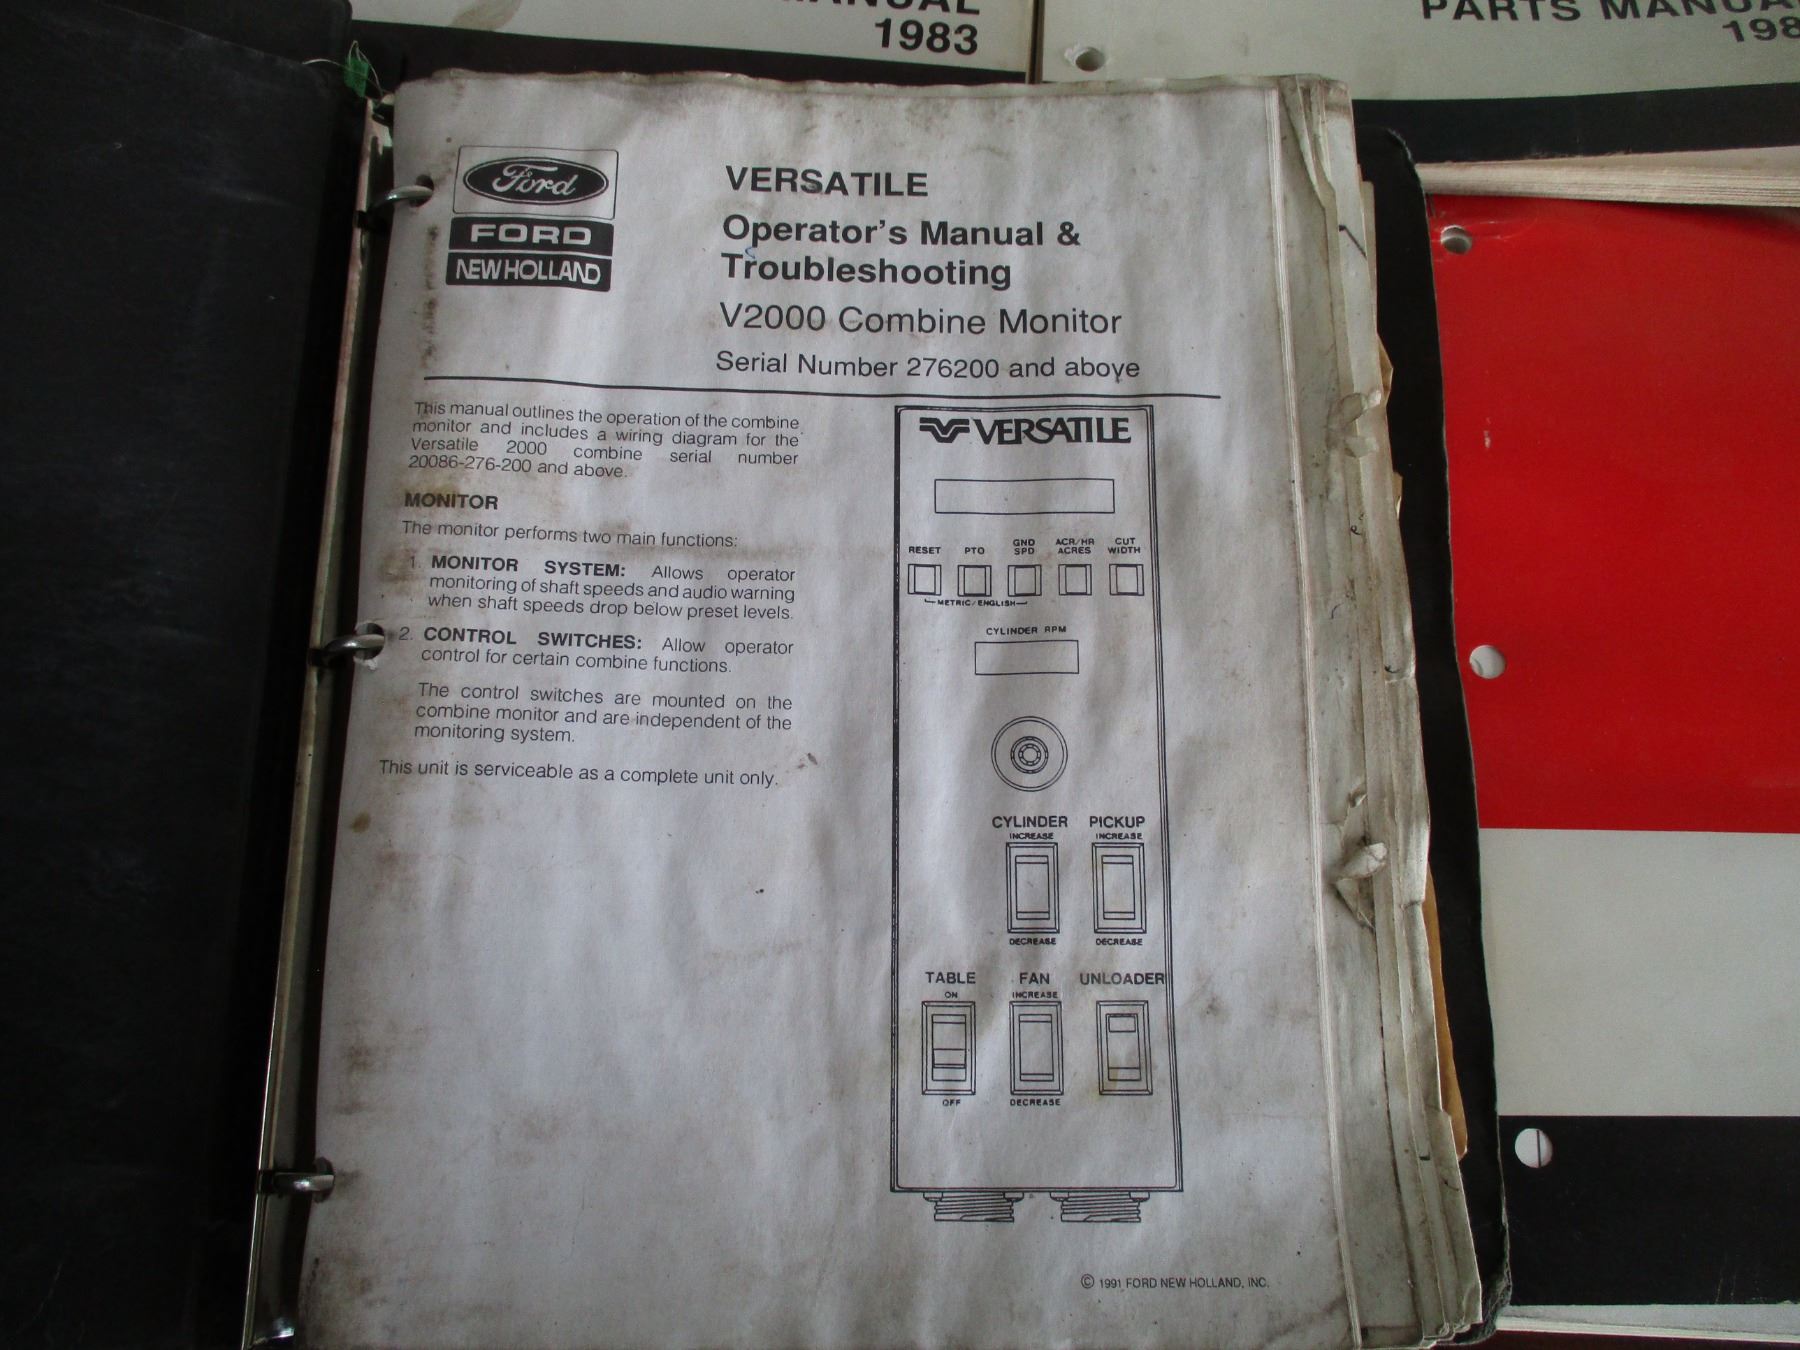 MANUAL
1983
PARTS MANUA
198
Ford
FORD
NEW HOLLAND
VERSATILE
Operator's Manual &
Troubleshooting
V2000 Combine Monitor
Serial Number 276200 and above
This manual outlines the operation of the combine
monitor and includes a wiring diagram for the
Versatile 2000 combine serial number
20086-276-200 and above.
MONITOR
The monitor performs two main functions:
1. MONITOR SYSTEM: Allows operator
monitoring of shaft speeds and audio warning
when shaft speeds drop below preset levels.
2. CONTROL SWITCHES: Allow operator
control for certain combine functions.
The control switches are mounted on the
combine monitor and are independent of the
monitoring system.
This unit is serviceable as a complete unit only.
VERSATILE
RESET PTO GND SPD ACR/HR ACRES CUT WIDTH
METRIC/ENGLISH
CYLINDER RPM
CYLINDER PICKUP
INCREASE INCREASE
DECREASE DECREASE
TABLE FAN UNLOADER
ON INCREASE
OFF DECREASE
© 1991 FORD NEW HOLLAND, INC.